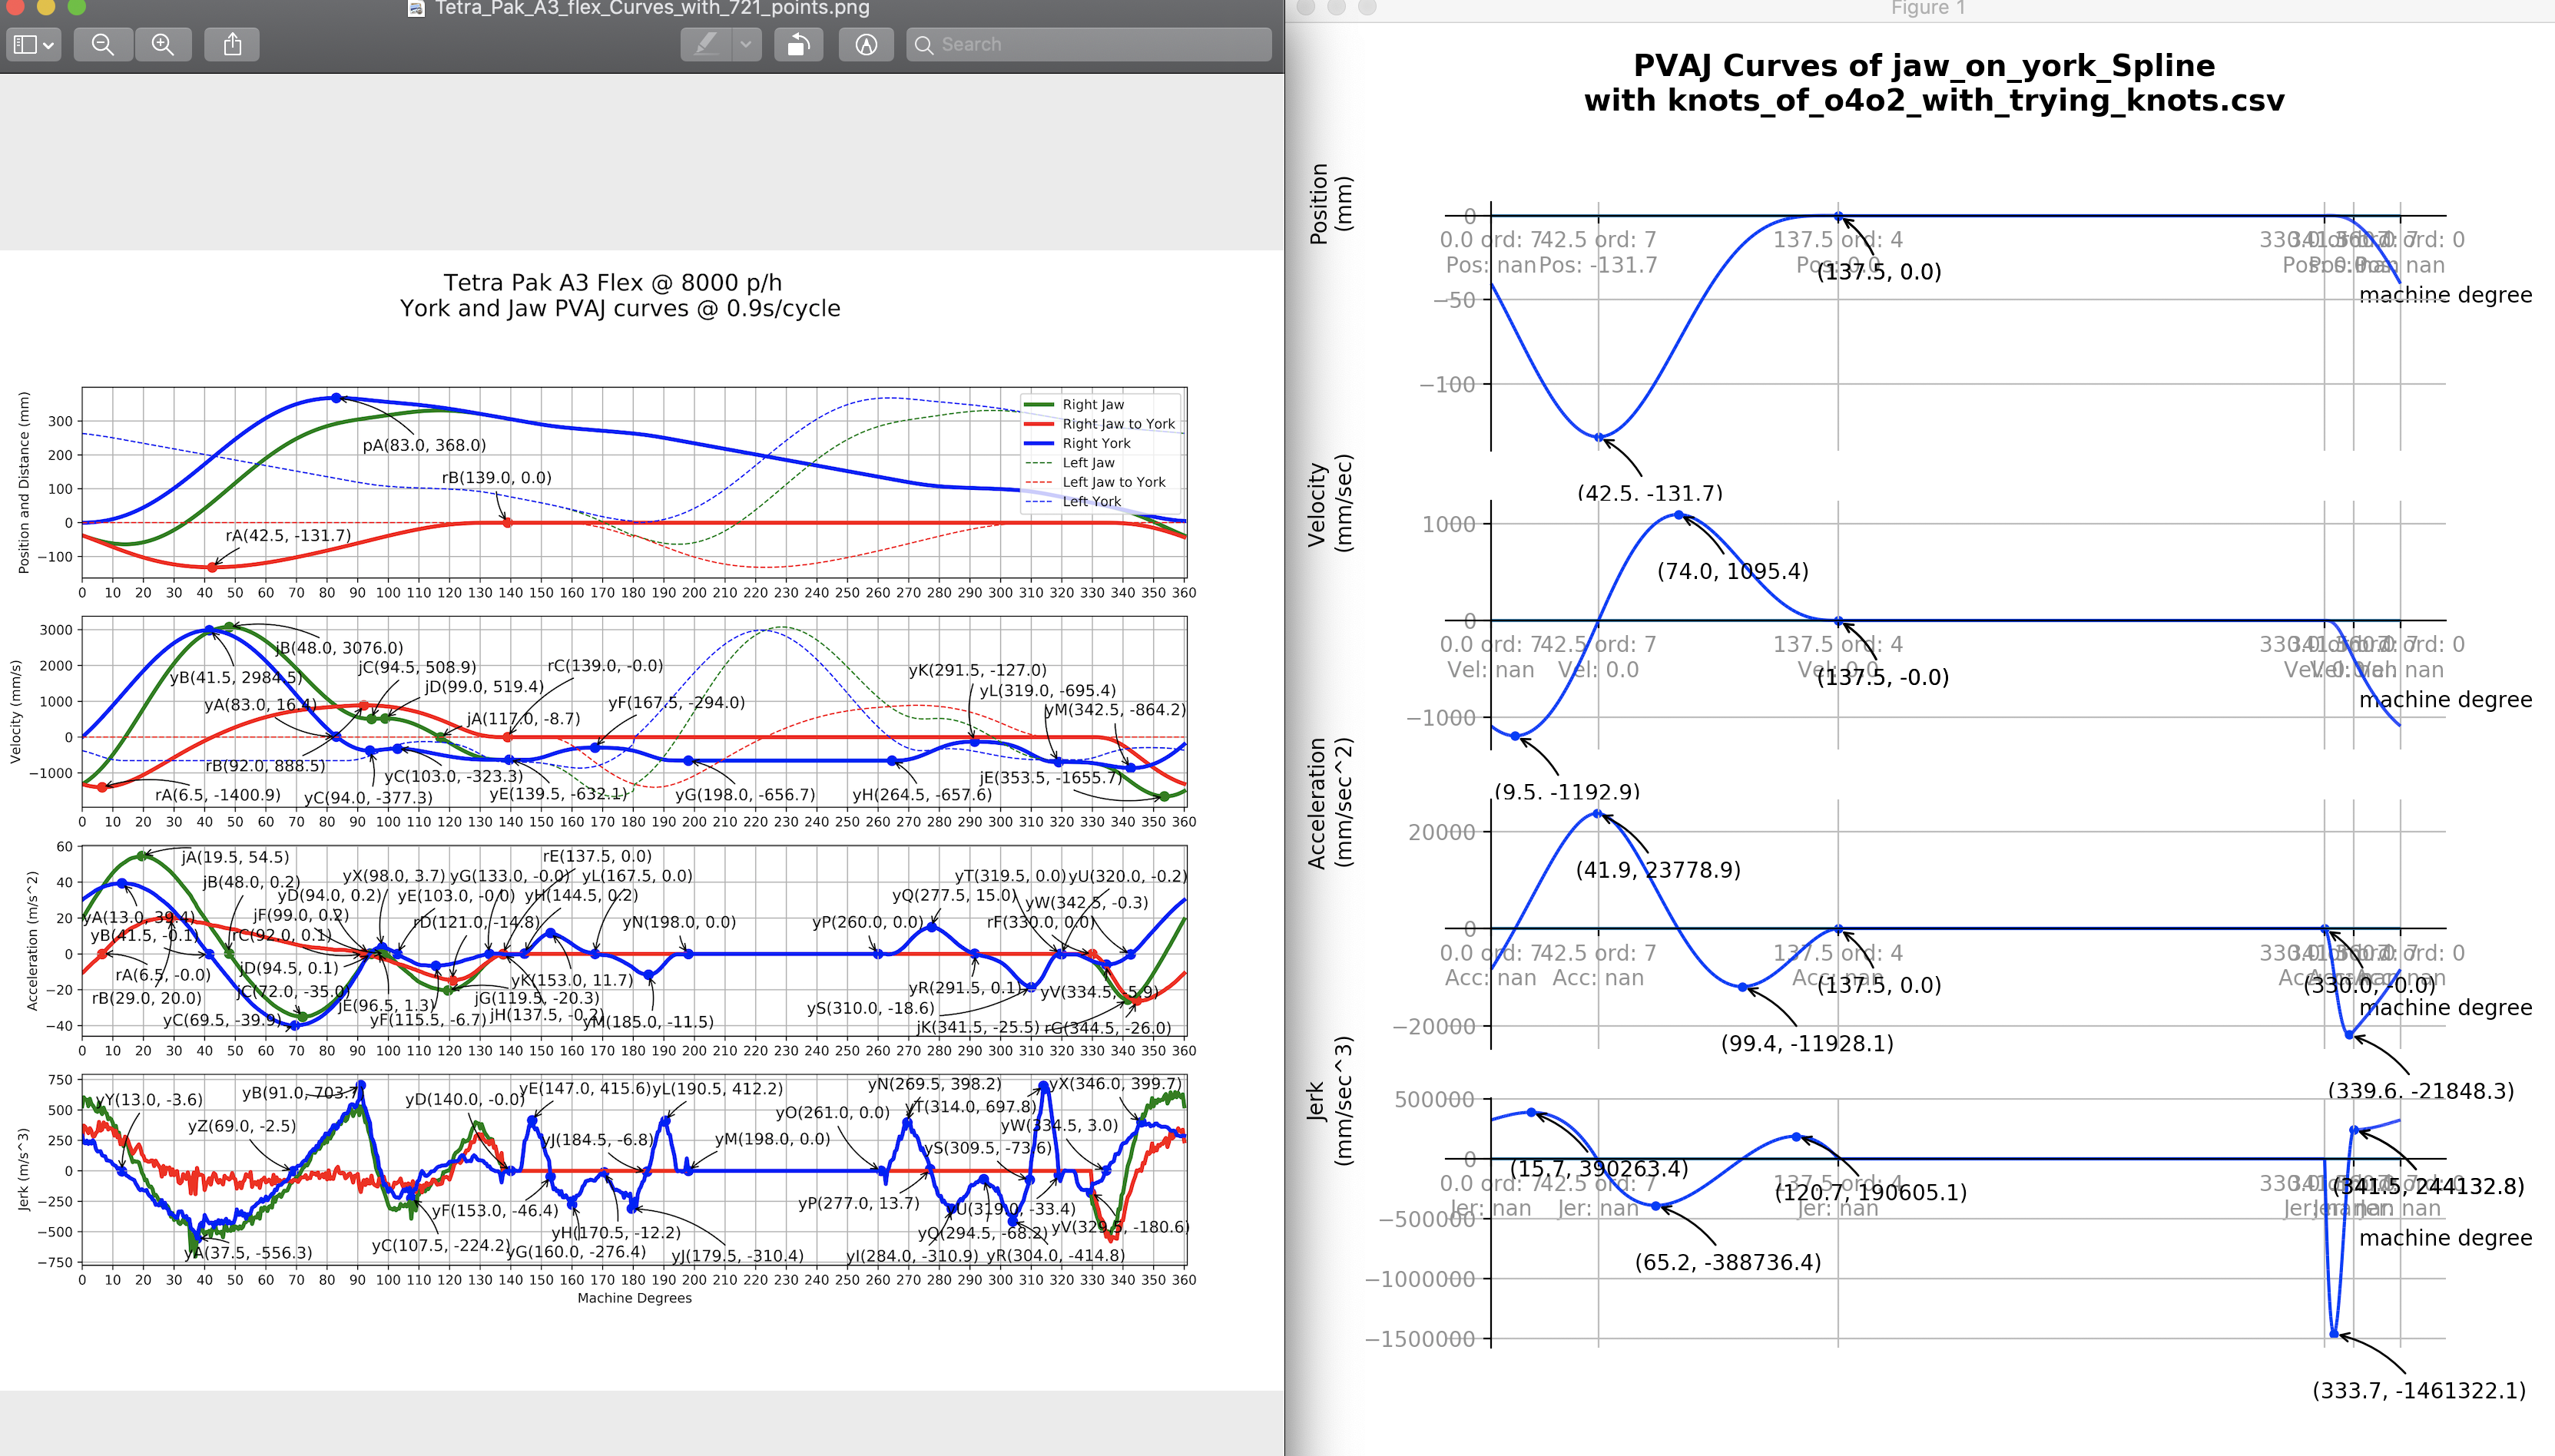 Tetra_Pak_A3_flex_Curves_with_721_points.png
Search
Tetra Pak A3 Flex @ 8000 p/h
York and Jaw PVAJ curves @ 0.9s/cycle
Position and Distance (mm)
300
200
100
0
−100
pA(83.0, 368.0)
rB(139.0, 0.0)
rA(42.5, -131.7)
Right Jaw
Right Jaw to York
Right York
Left Jaw
Left Jaw to York
Left York
0 10 20 30 40 50 60 70 80 90 100 110 120 130 140 150 160 170 180 190 200 210 220 230 240 250 260 270 280 290 300 310 320 330 340 350 360
Velocity (mm/s)
3000
2000
1000
0
−1000
jB(48.0, 3076.0)
jC(94.5, 508.9)
rC(139.0, -0.0)
yK(291.5, -127.0)
yB(41.5, 2984.5)
jD(99.0, 519.4)
yL(319.0, -695.4)
yA(83.0, 16.4)
jA(117.0, -8.7)
yF(167.5, -294.0)
yM(342.5, -864.2)
rB(92.0, 888.5)
yC(103.0, -323.3)
jE(353.5, -1655.7)
rA(6.5, -1400.9)
yC(94.0, -377.3)
yE(139.5, -632.1)
yG(198.0, -656.7)
yH(264.5, -657.6)
0 10 20 30 40 50 60 70 80 90 100 110 120 130 140 150 160 170 180 190 200 210 220 230 240 250 260 270 280 290 300 310 320 330 340 350 360
Acceleration (m/s^2)
60
40
20
0
−20
−40
jA(19.5, 54.5)
rE(137.5, 0.0)
jB(48.0, 0.2)
yX(98.0, 3.7)
yG(133.0, -0.0)
yL(167.5, 0.0)
yT(319.5, 0.0)
yU(320.0, -0.2)
yD(94.0, 0.2)
yE(103.0, -0.0)
yH(144.5, 0.2)
yQ(277.5, 15.0)
yW(342.5, -0.3)
yA(13.0, 39.4)
jF(99.0, 0.2)
rD(121.0, -14.8)
yN(198.0, 0.0)
yP(260.0, 0.0)
rF(330.0, 0.0)
yB(41.5, -0.1)
rC(92.0, 0.1)
rA(6.5, -0.0)
jD(94.5, 0.1)
yK(153.0, 11.7)
yR(291.5, 0.1)
yV(334.5, -5.9)
rB(29.0, 20.0)
jC(72.0, -35.0)
jE(96.5, 1.3)
jG(119.5, -20.3)
yS(310.0, -18.6)
yC(69.5, -39.9)
yF(115.5, -6.7)
jH(137.5, -0.2)
yM(185.0, -11.5)
jK(341.5, -25.5)
rG(344.5, -26.0)
0 10 20 30 40 50 60 70 80 90 100 110 120 130 140 150 160 170 180 190 200 210 220 230 240 250 260 270 280 290 300 310 320 330 340 350 360
Jerk (m/s^3)
750
500
250
0
−250
−500
−750
yY(13.0, -3.6)
yB(91.0, 703.7)
yD(140.0, -0.0)
yE(147.0, 415.6)
yL(190.5, 412.2)
yN(269.5, 398.2)
yX(346.0, 399.7)
yZ(69.0, -2.5)
yJ(184.5, -6.8)
yM(198.0, 0.0)
yO(261.0, 0.0)
yT(314.0, 697.8)
yW(334.5, 3.0)
yS(309.5, -73.6)
yF(153.0, -46.4)
yP(277.0, 13.7)
yU(319.0, -33.4)
yA(37.5, -556.3)
yC(107.5, -224.2)
yH(170.5, -12.2)
yG(160.0, -276.4)
yJ(179.5, -310.4)
yQ(294.5, -68.2)
yV(329.5, -180.6)
yI(284.0, -310.9)
yR(304.0, -414.8)
0 10 20 30 40 50 60 70 80 90 100 110 120 130 140 150 160 170 180 190 200 210 220 230 240 250 260 270 280 290 300 310 320 330 340 350 360
Machine Degrees
Figure 1
PVAJ Curves of jaw_on_york_Spline
with knots_of_o4o2_with_trying_knots.csv
Position
(mm)
0
−50
−100
0.0 ord: 7
Pos: nan
42.5 ord: 7
Pos: -131.7
137.5 ord: 4
Pos: 0.0
(137.5, 0.0)
machine degree
(42.5, -131.7)
Velocity
(mm/sec)
1000
0
−1000
(74.0, 1095.4)
0.0 ord: 7
Vel: nan
42.5 ord: 7
Vel: 0.0
137.5 ord: 4
Vel: 0.0
(137.5, -0.0)
machine degree
(9.5, -1192.9)
Acceleration
(mm/sec^2)
20000
0
−20000
(41.9, 23778.9)
0.0 ord: 7
Acc: nan
42.5 ord: 7
Acc: nan
137.5 ord: 4
Acc: nan
(137.5, 0.0)
(330.0, -0.0)
machine degree
(99.4, -11928.1)
(339.6, -21848.3)
Jerk
(mm/sec^3)
500000
0
−500000
−1000000
−1500000
(15.7, 390263.4)
0.0 ord: 7
Jer: nan
42.5 ord: 7
Jer: nan
137.5 ord: 4
Jer: nan
(120.7, 190605.1)
(341.5, 244132.8)
machine degree
(65.2, -388736.4)
(333.7, -1461322.1)